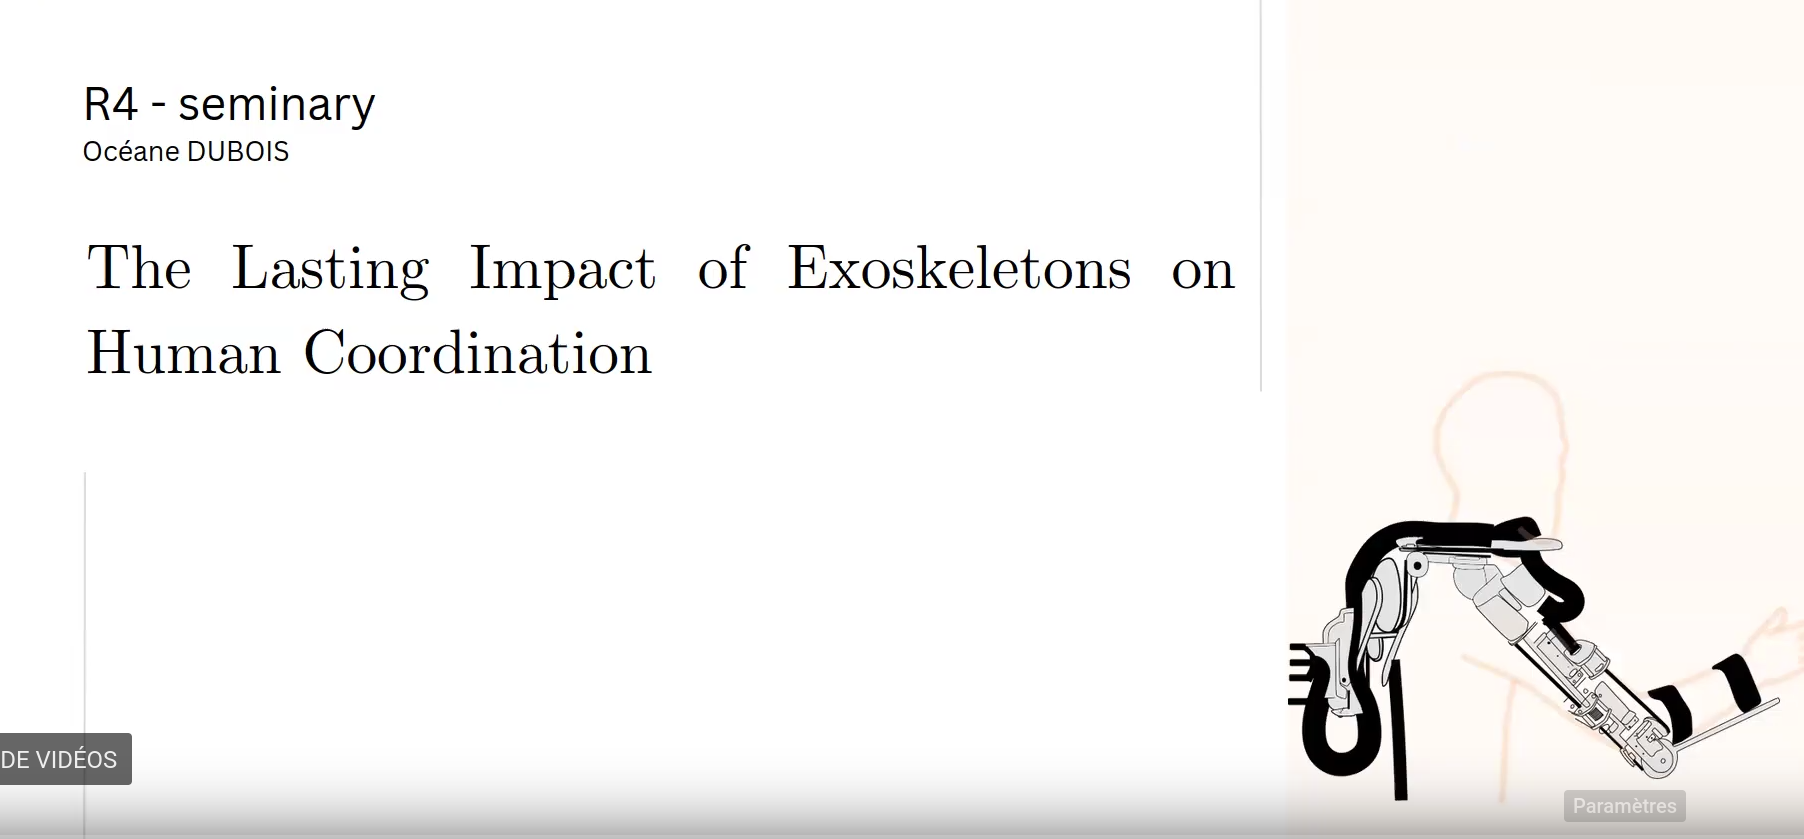 R4 - seminary
Océane DUBOIS
The Lasting Impact of Exoskeletons on
Human Coordination
DE VIDÉOS
Paramètres